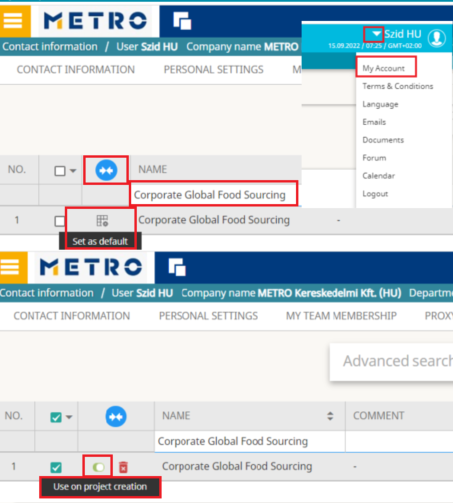 METRO
Szid HU
15.09.2022 / 07:25 / GMT+02:00
Contact information / User Szid HU Company name METRO
CONTACT INFORMATION PERSONAL SETTINGS M
My Account
Terms & Conditions
Language
Emails
Documents
Forum
Calendar
Logout
NO. NAME
Corporate Global Food Sourcing
1 Corporate Global Food Sourcing -
Set as default
METRO
Contact information / User Szid HU Company name METRO Kereskedelmi Kft. (HU) Departme
CONTACT INFORMATION PERSONAL SETTINGS MY TEAM MEMBERSHIP PROXY
Advanced search
NO. NAME COMMENT
Corporate Global Food Sourcing
1 Corporate Global Food Sourcing -
Use on project creation